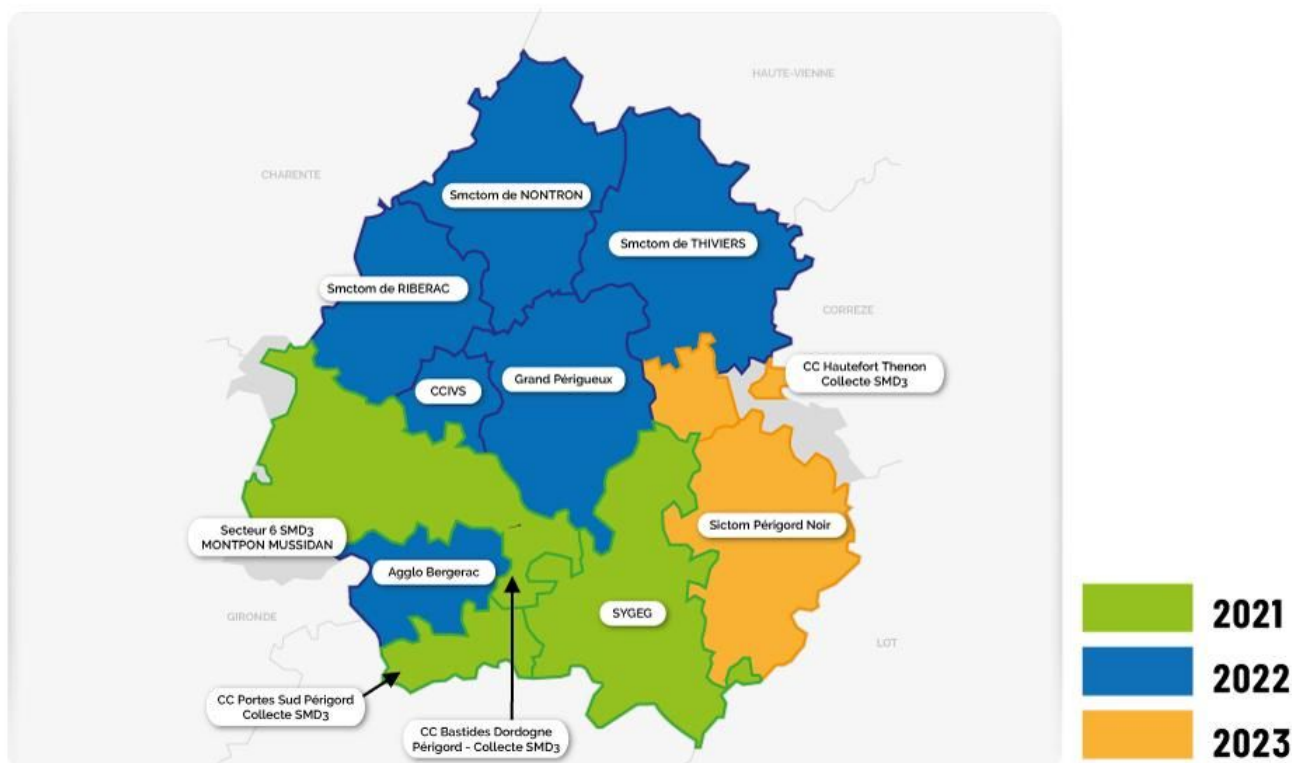 HAUTE-VIENNE
CHARENTE
Smctom de NONTRON
Smctom de THIVIERS
Smctom de RIBERAC
CORREZE
CC Hautefort Thenon
Collecte SMD3
Grand Périgueux
CCIVS
Secteur 6 SMD3
MONTPON MUSSIDAN
Sictom Périgord Noir
Agglo Bergerac
GIRONDE
SYGEG
LOT
CC Portes Sud Périgord
Collecte SMD3
CC Bastides Dordogne
Périgord - Collecte SMD3
2021
2022
2023